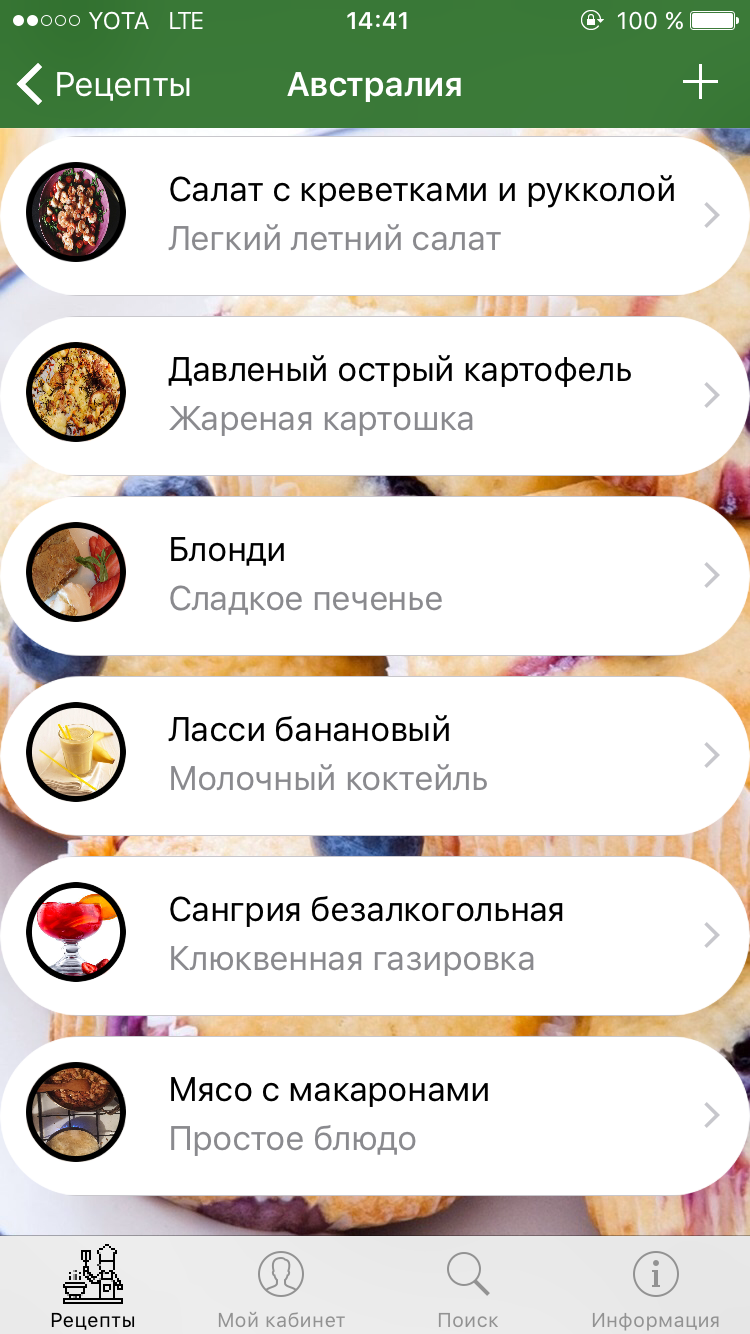 YOTA LTE 14:41 100 %
Рецепты Австралия
Салат с креветками и рукколой
Легкий летний салат
Давленый острый картофель
Жареная картошка
Блонди
Сладкое печенье
Ласси банановый
Молочный коктейль
Сангрия безалкогольная
Клюквенная газировка
Мясо с макаронами
Простое блюдо
Рецепты Мой кабинет Поиск Информация